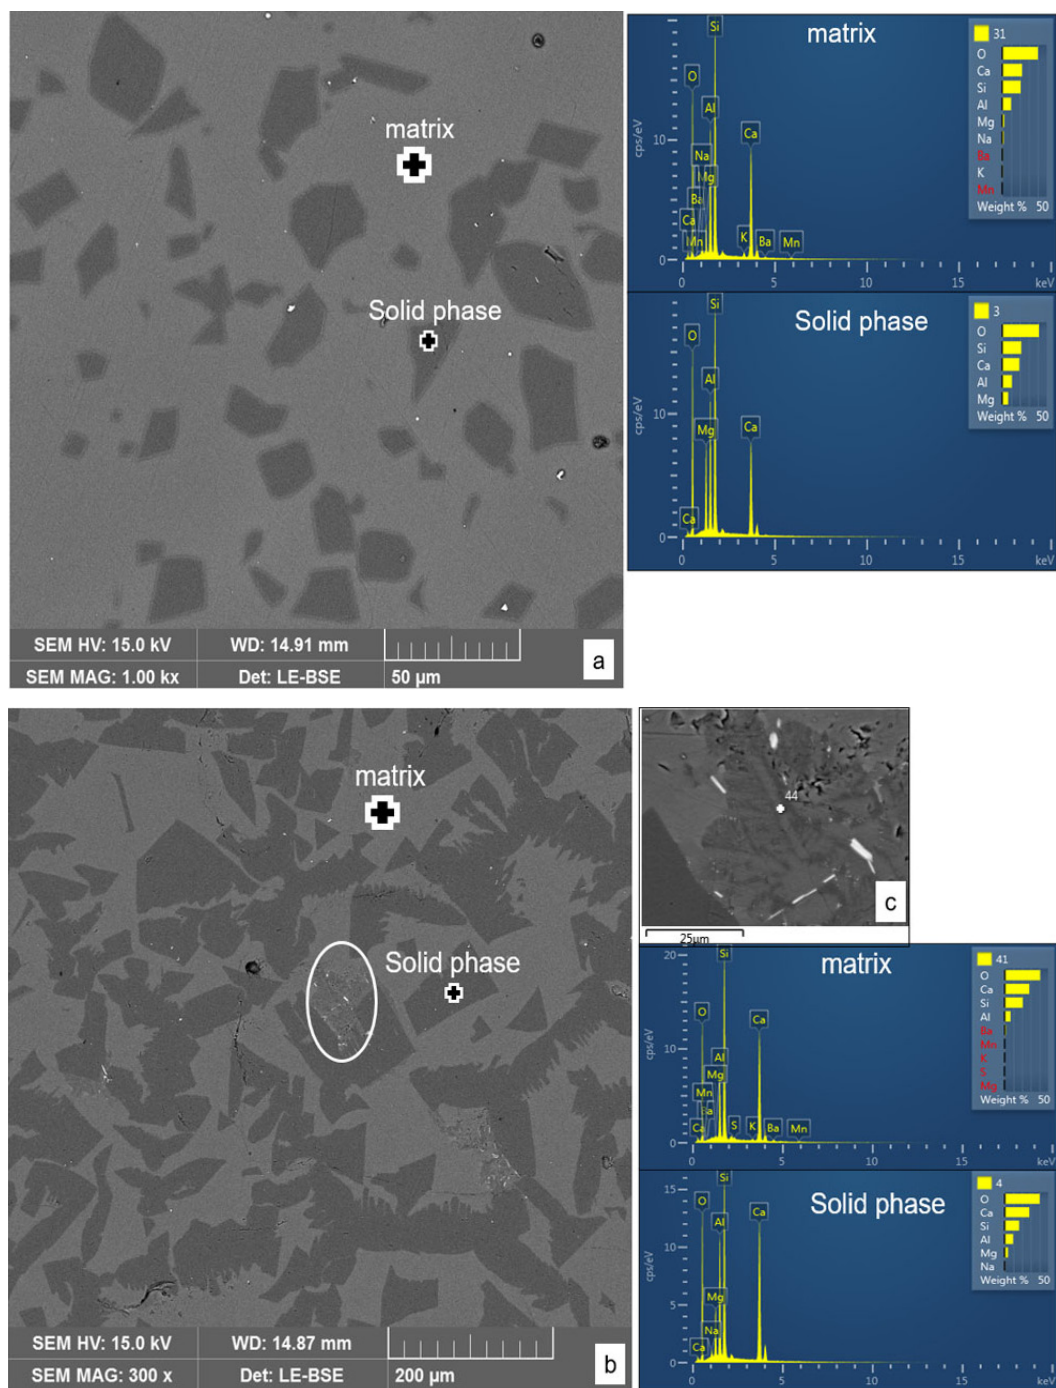 matrix
Solid phase
SEM HV: 15.0 kV
WD: 14.91 mm
SEM MAG: 1.00 kx
Det: LE-BSE
50 µm
a
matrix
Si
O
Al
Ca
Na
Mg
Ba
Ca
Mn
K
Ba
Mn
cps/eV
10
0
0
5
10
15
keV
31
O
Ca
Si
Al
Mg
Na
Ba
K
Mn
Weight % 50
Solid phase
Si
O
Al
Mg
Ca
Ca
cps/eV
10
0
0
5
10
15
keV
3
O
Si
Ca
Al
Mg
Weight % 50
matrix
Solid phase
SEM HV: 15.0 kV
WD: 14.87 mm
SEM MAG: 300 x
Det: LE-BSE
200 µm
b
44
c
25µm
matrix
Si
O
Ca
Al
Mg
Mn
Ba
Ca
S
K
Ba
Mn
cps/eV
20
10
0
0
5
10
15
keV
41
O
Ca
Si
Al
Ba
Mn
K
S
Mg
Weight % 50
Solid phase
Si
O
Al
Ca
Mg
Na
Ca
cps/eV
15
10
5
0
0
5
10
15
keV
4
O
Ca
Si
Al
Mg
Na
Weight % 50